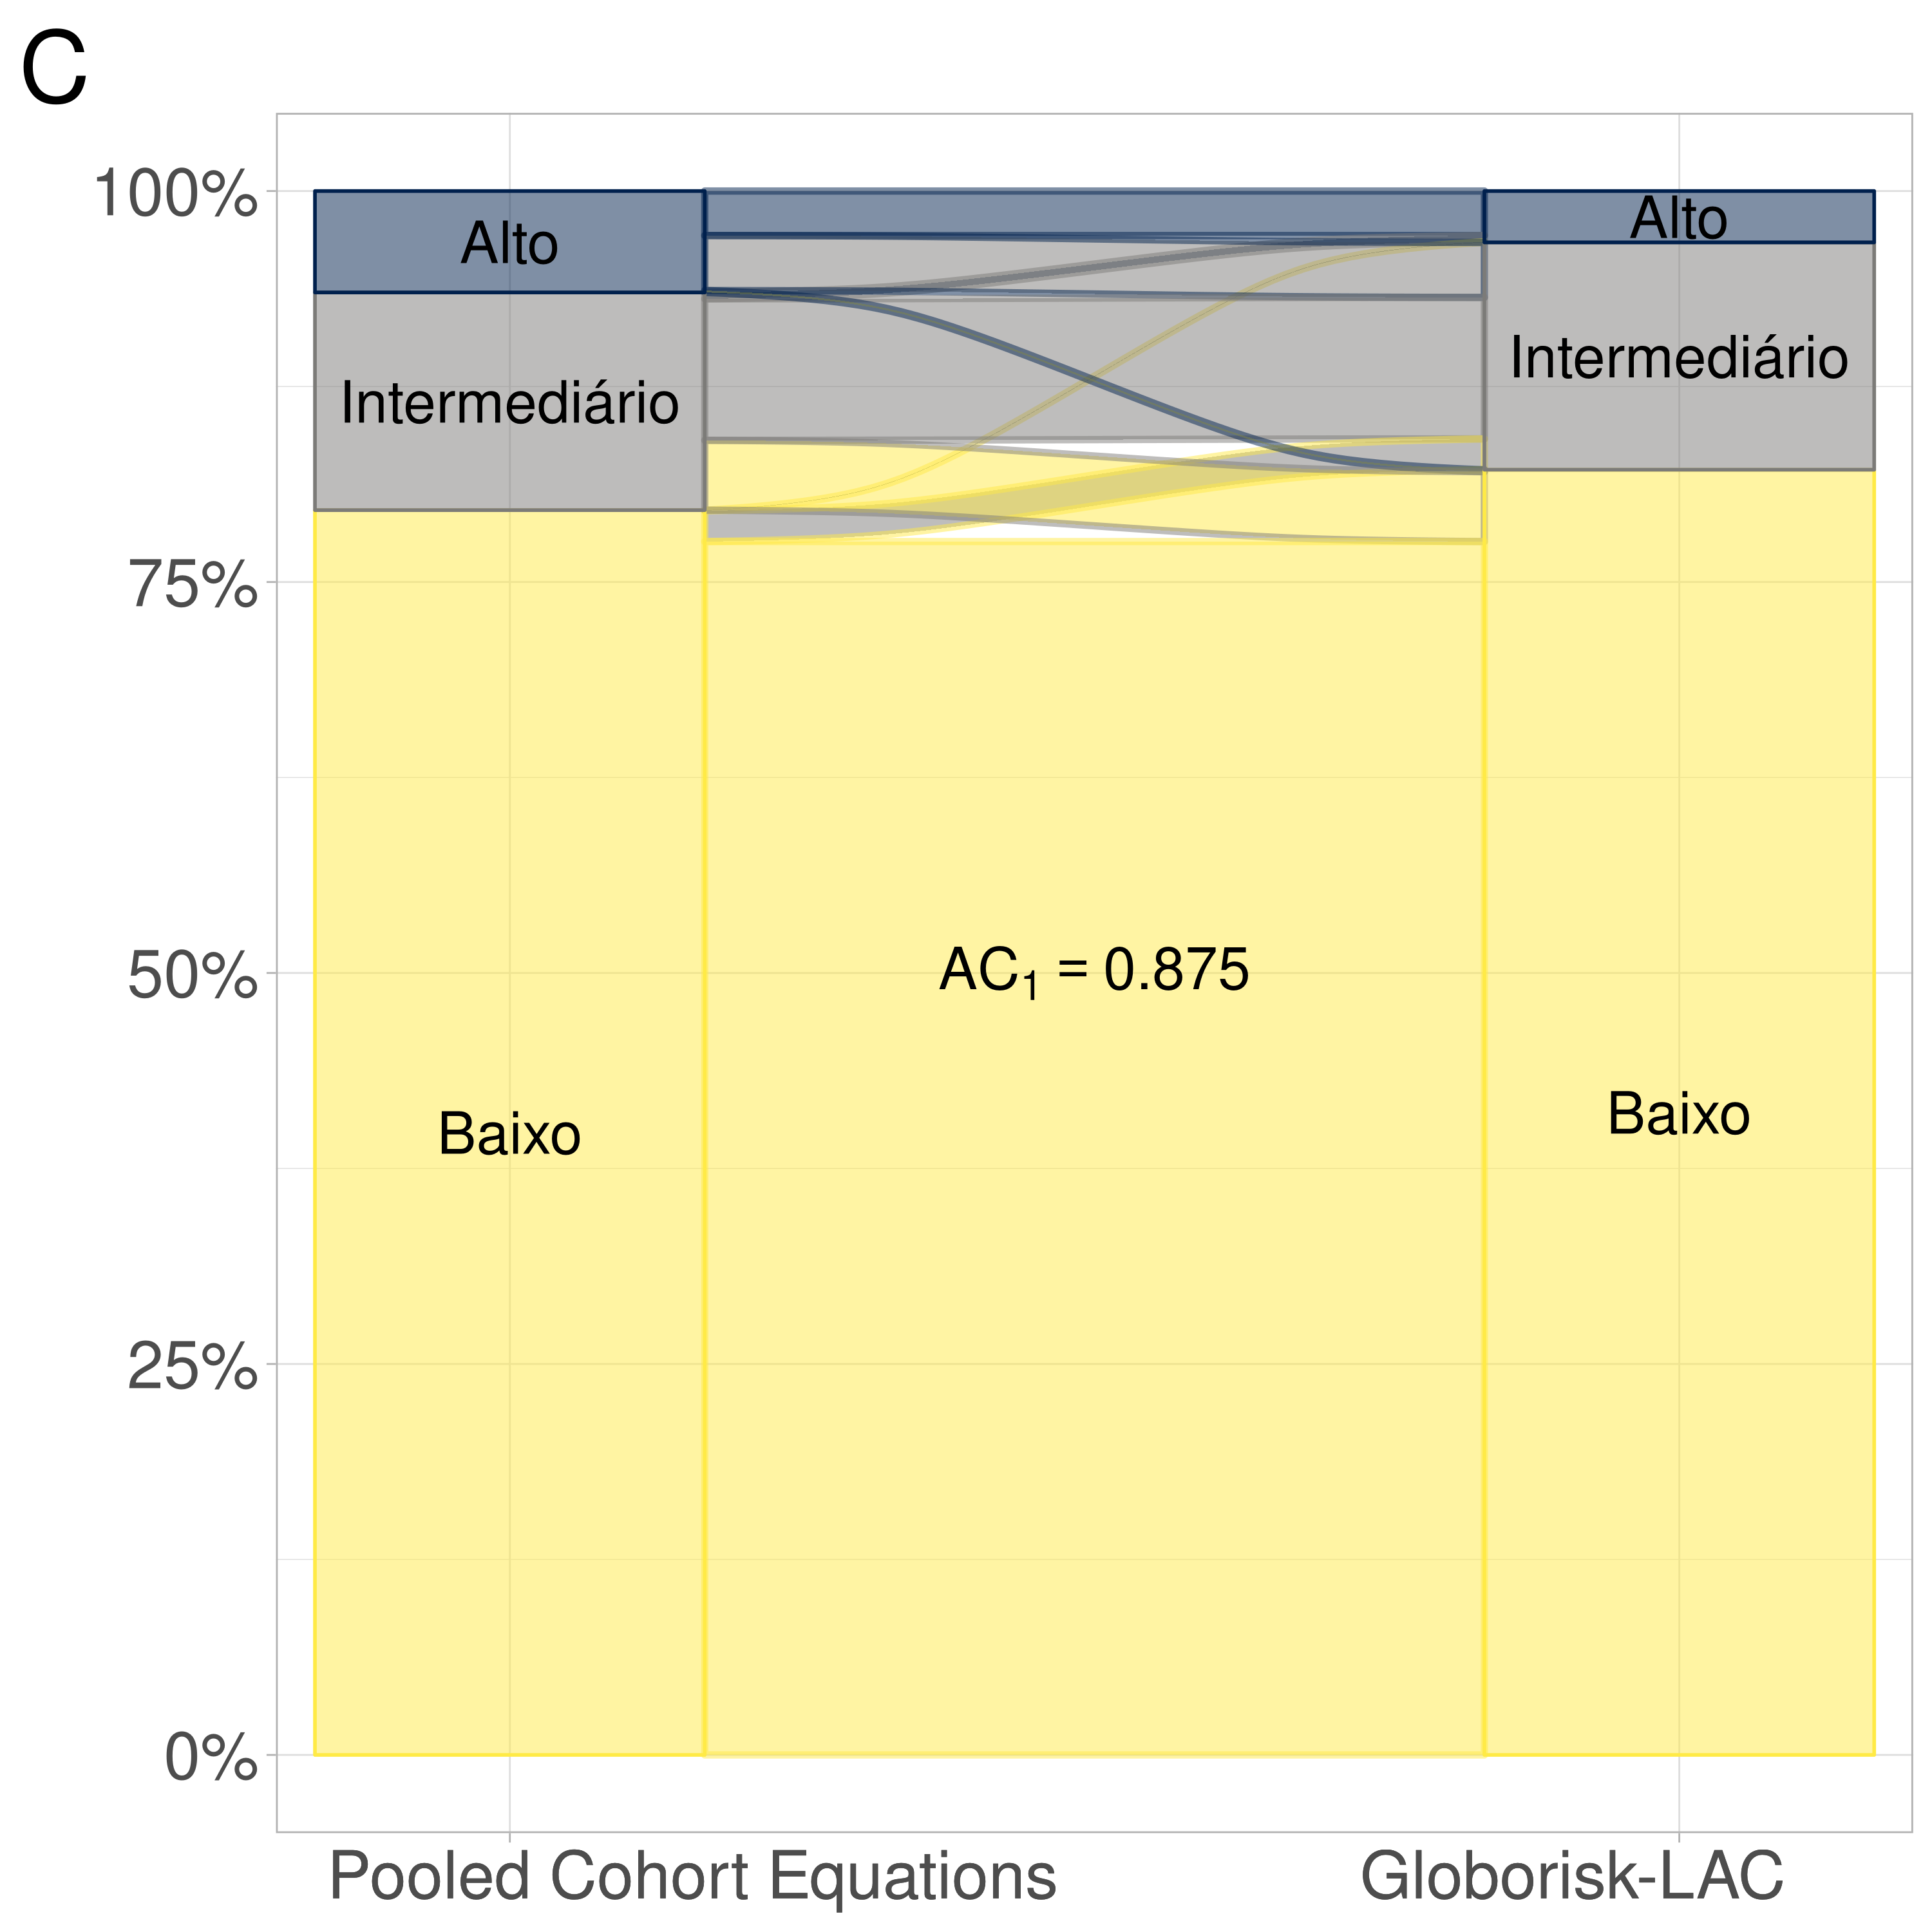 C
100%
75%
50%
25%
0%
Alto
Intermediário
Baixo
AC₁ = 0.875
Alto
Intermediário
Baixo
Pooled Cohort Equations
Globorisk-LAC